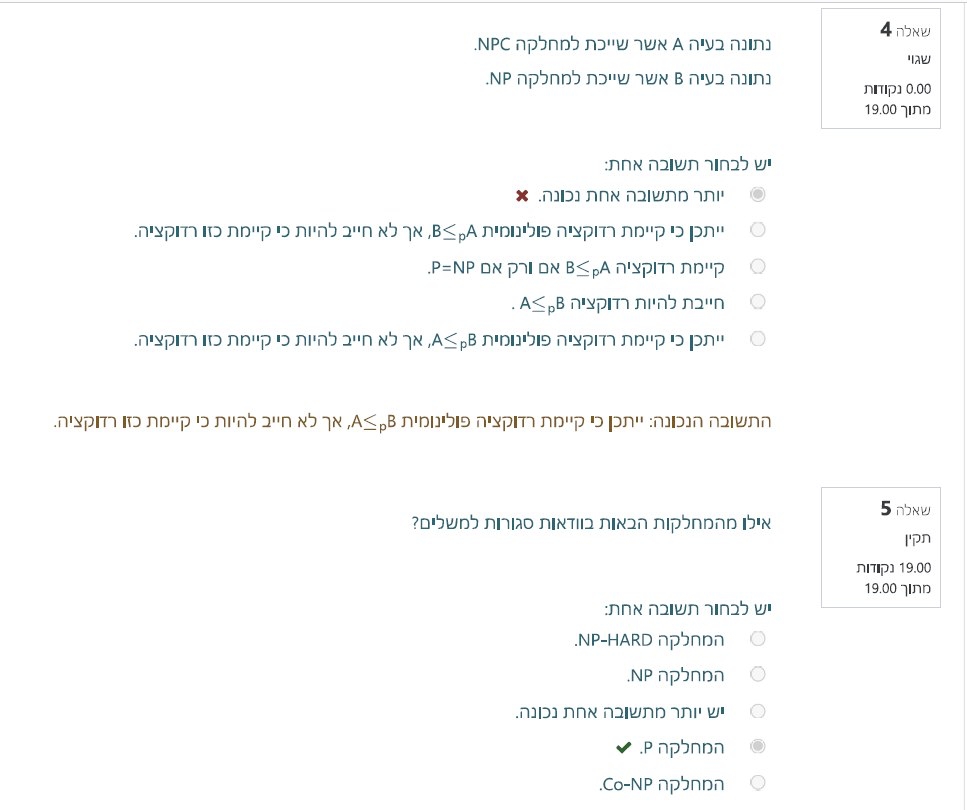 שאלה 4
שגוי
0.00 נקודות
מתוך 19.00
נתונה בעיה A אשר שייכת למחלקה NPC.
נתונה בעיה B אשר שייכת למחלקה NP.
יש לבחור תשובה אחת:
יותר מתשובה אחת נכונה. ✖
ייתכן כי קיימת רדוקציה פולינומית B≤pA, אך לא חייב להיות כי קיימת כזו רדוקציה.
קיימת רדוקציה B≤pA אם ורק אם P=NP.
חייבת להיות רדוקציה A≤pB .
ייתכן כי קיימת רדוקציה פולינומית A≤pB, אך לא חייב להיות כי קיימת כזו רדוקציה.
התשובה הנכונה: ייתכן כי קיימת רדוקציה פולינומית A≤pB, אך לא חייב להיות כי קיימת כזו רדוקציה.
שאלה 5
תקין
19.00 נקודות
מתוך 19.00
אילו מהמחלקות הבאות בוודאות סגורות למשלים?
יש לבחור תשובה אחת:
המחלקה NP-HARD.
המחלקה NP.
יש יותר מתשובה אחת נכונה.
המחלקה P. ✔
המחלקה Co-NP.